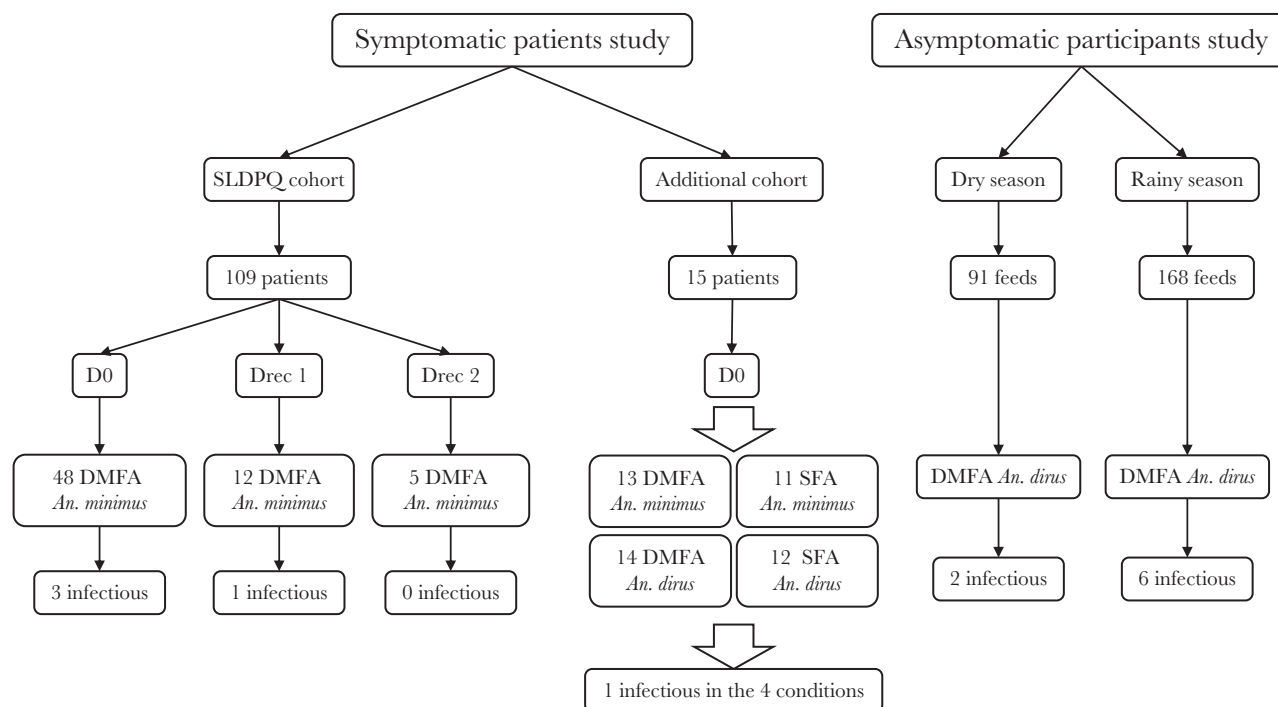 Symptomatic patients study
Asymptomatic participants study
SLDPQ cohort
Additional cohort
Dry season
Rainy season
109 patients
15 patients
91 feeds
168 feeds
D0
Drec 1
Drec 2
D0
48 DMFA
An. minimus
12 DMFA
An. minimus
5 DMFA
An. minimus
13 DMFA
An. minimus
11 SFA
An. minimus
14 DMFA
An. dirus
12 SFA
An. dirus
DMFA An. dirus
DMFA An. dirus
3 infectious
1 infectious
0 infectious
2 infectious
6 infectious
1 infectious in the 4 conditions